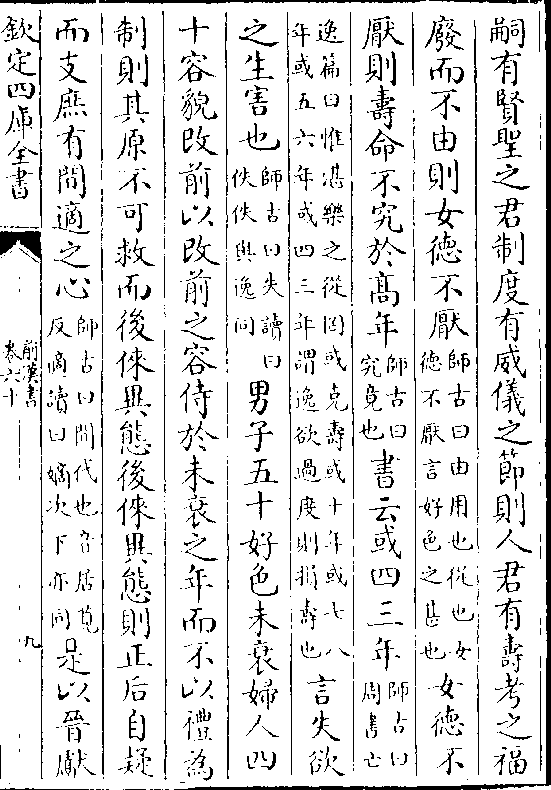 嗣有賢聖之君制度有威儀之節則人君有壽考之福
廢而不由則女德不厭師古曰由用也從也女德不厭言好色之甚也女德不
厭則壽命不究於高年師古曰究竟也書云或四三年師古曰周書亡
逸篇曰惟湛樂之從罔或克壽或十年或七八年或五六年或四三年謂逸欲過度則損壽也言失欲
之生害也師古曰失讀曰佚佚與逸同男子五十好色未衰婦人四
十容貌改前以改前之容侍於未衰之年而不以禮為
制則其原不可救而後倈異態後倈異態則正后自疑
而支庶有間適之心師古曰間代也音居莧反適讀曰嫡次下亦同是以晉獻
欽定四庫全書
前漢書
卷六十
九